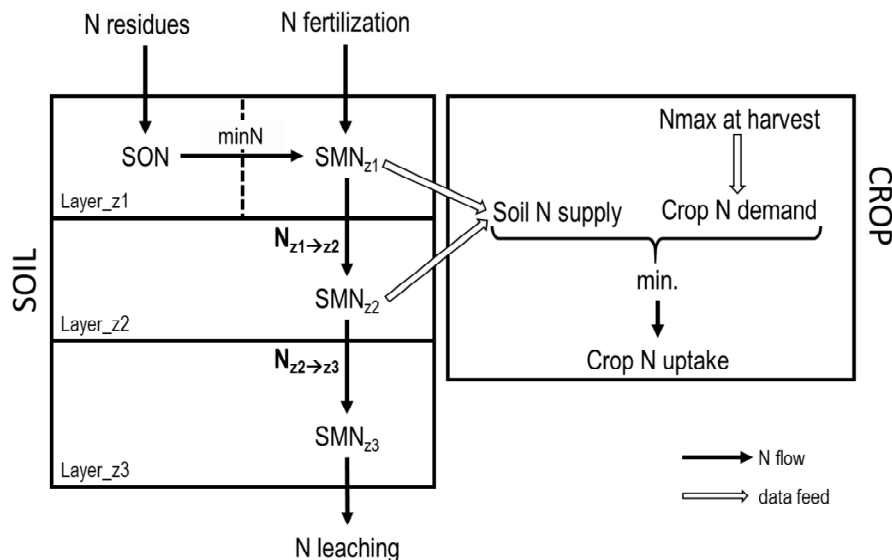 N residues
N fertilization
SOIL
minN
SON
SMNz1
Layer_z1
Nz1→z2
SMNz2
Layer_z2
Nz2→z3
SMNz3
Layer_z3
N leaching
CROP
Nmax at harvest
Soil N supply
Crop N demand
min.
Crop N uptake
N flow
data feed